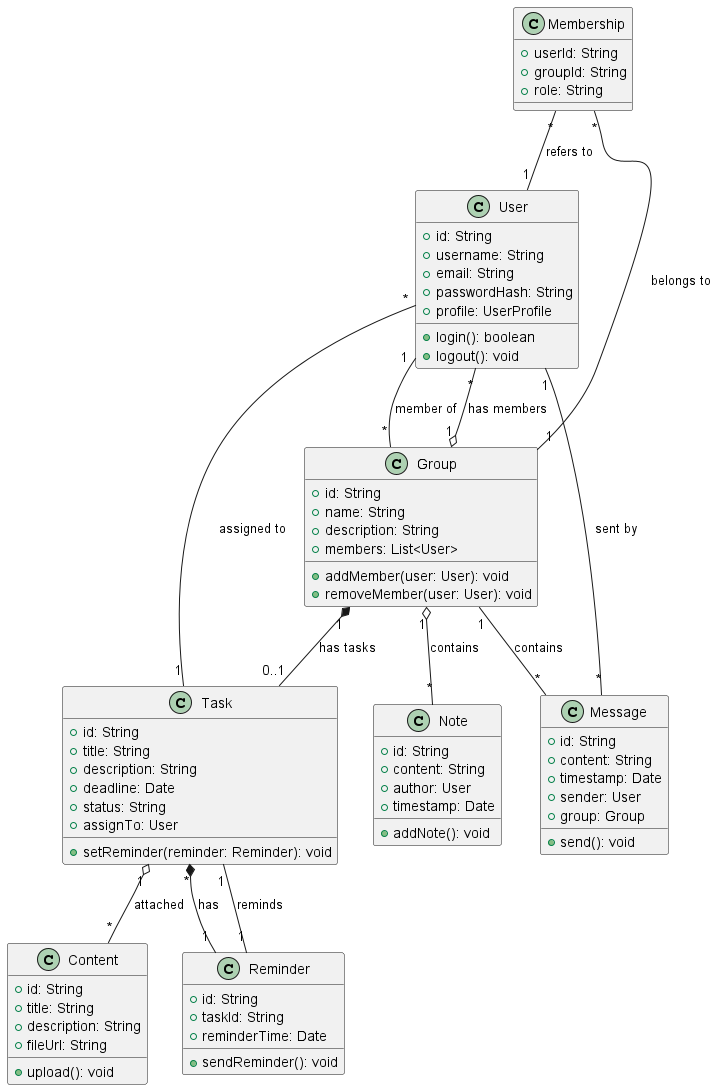 C Membership
userId: String
groupId: String
role: String
* *
refers to
1
C User
id: String
username: String
email: String
passwordHash: String
profile: UserProfile
login(): boolean
logout(): void
belongs to
*
1 * 1
member of has members
* 1 1
C Group
id: String
name: String
description: String
members: List<User>
addMember(user: User): void
removeMember(user: User): void
assigned to
sent by
1 1 1
has tasks contains contains
1 0..1 * * *
C Task
id: String
title: String
description: String
deadline: Date
status: String
assignTo: User
setReminder(reminder: Reminder): void
C Note
id: String
content: String
author: User
timestamp: Date
addNote(): void
C Message
id: String
content: String
timestamp: Date
sender: User
group: Group
send(): void
1 * 1
attached has reminds
* 1 1
C Content
id: String
title: String
description: String
fileUrl: String
upload(): void
C Reminder
id: String
taskId: String
reminderTime: Date
sendReminder(): void